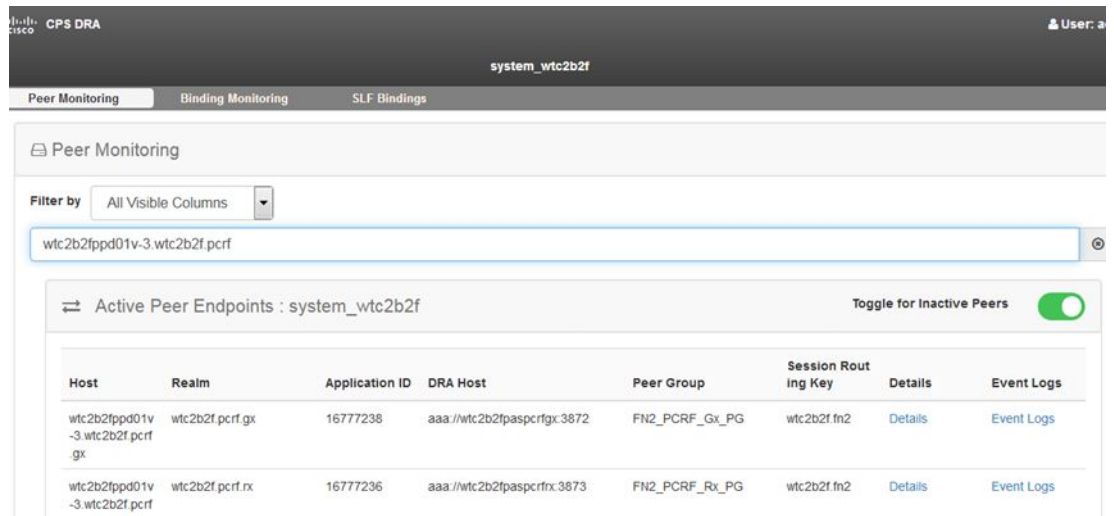 cisco CPS DRA
User: a
system_wtc2b2f
Peer Monitoring Binding Monitoring SLF Bindings
Peer Monitoring
Filter by All Visible Columns
wtc2b2fppd01v-3.wtc2b2f.pcrf
Active Peer Endpoints : system_wtc2b2f Toggle for Inactive Peers
Host Realm Application ID DRA Host Peer Group Session Rout Details Event Logs
ing Key
wtc2b2fppd01v wtc2b2f.pcrf.gx 16777238 aaa://wtc2b2fpaspcrfgx:3872 FN2_PCRF_Gx_PG wtc2b2f.fn2 Details Event Logs
-3.wtc2b2f.pcrf
.gx
wtc2b2fppd01v wtc2b2f.pcrf.rx 16777236 aaa://wtc2b2fpaspcrfrx:3873 FN2_PCRF_Rx_PG wtc2b2f.fn2 Details Event Logs
-3.wtc2b2f.pcrf